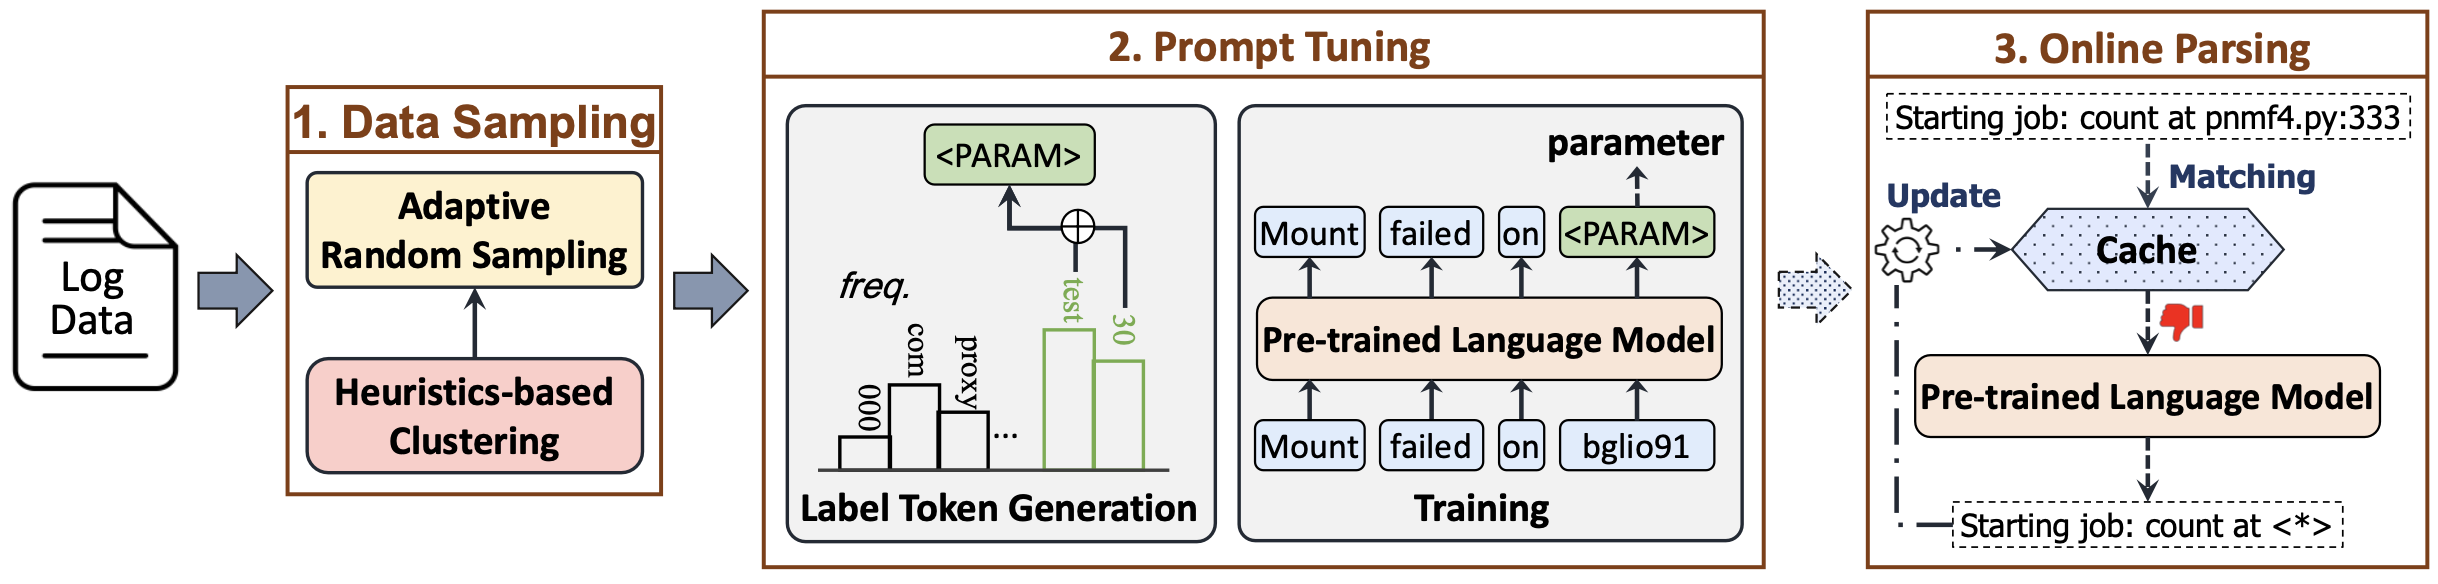 Log
Data
1. Data Sampling
Adaptive
Random Sampling
Heuristics-based
Clustering
2. Prompt Tuning
<PARAM>
freq.
000
com
proxy
...
test
30
Label Token Generation
parameter
Mount failed on <PARAM>
Pre-trained Language Model
Mount failed on bglio91
Training
3. Online Parsing
Starting job: count at pnmf4.py:333
Matching
Update
Cache
Pre-trained Language Model
Starting job: count at <*>